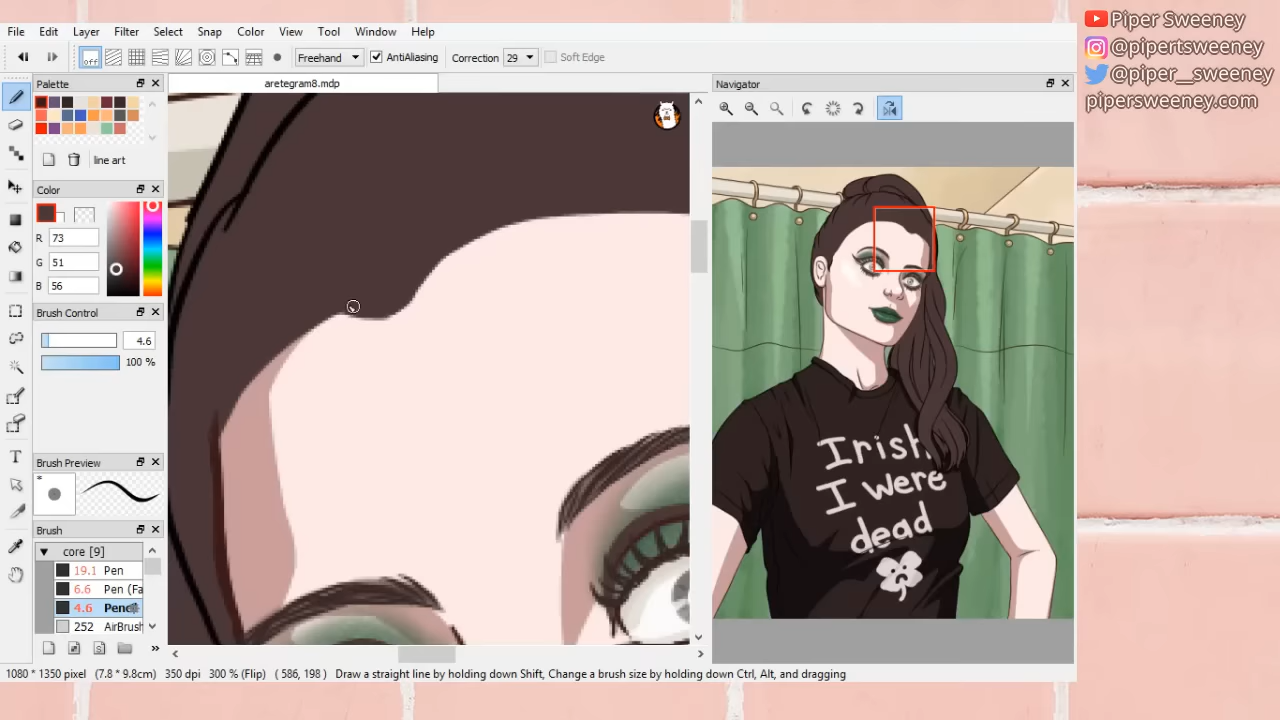 Piper Sweeney
@pipertsweeney
@piper__sweeney
pipersweeney.com
File Edit Layer Filter Select Snap Color View Tool Window Help
off Freehand AntiAliasing Correction 29 Soft Edge
Palette
aretegram8.mdp
Navigator
line art
Color
R 73
G 51
B 56
Brush Control
4.6
100 %
Brush Preview
*
Brush
core [9]
19.1 Pen
6.6 Pen (Fa
4.6 Penc
252 AirBrush
Irish
I were
dead
1080 * 1350 pixel (7.8 * 9.8cm) 350 dpi 300 % (Flip) ( 586, 198 ) Draw a straight line by holding down Shift, Change a brush size by holding down Ctrl, Alt, and dragging